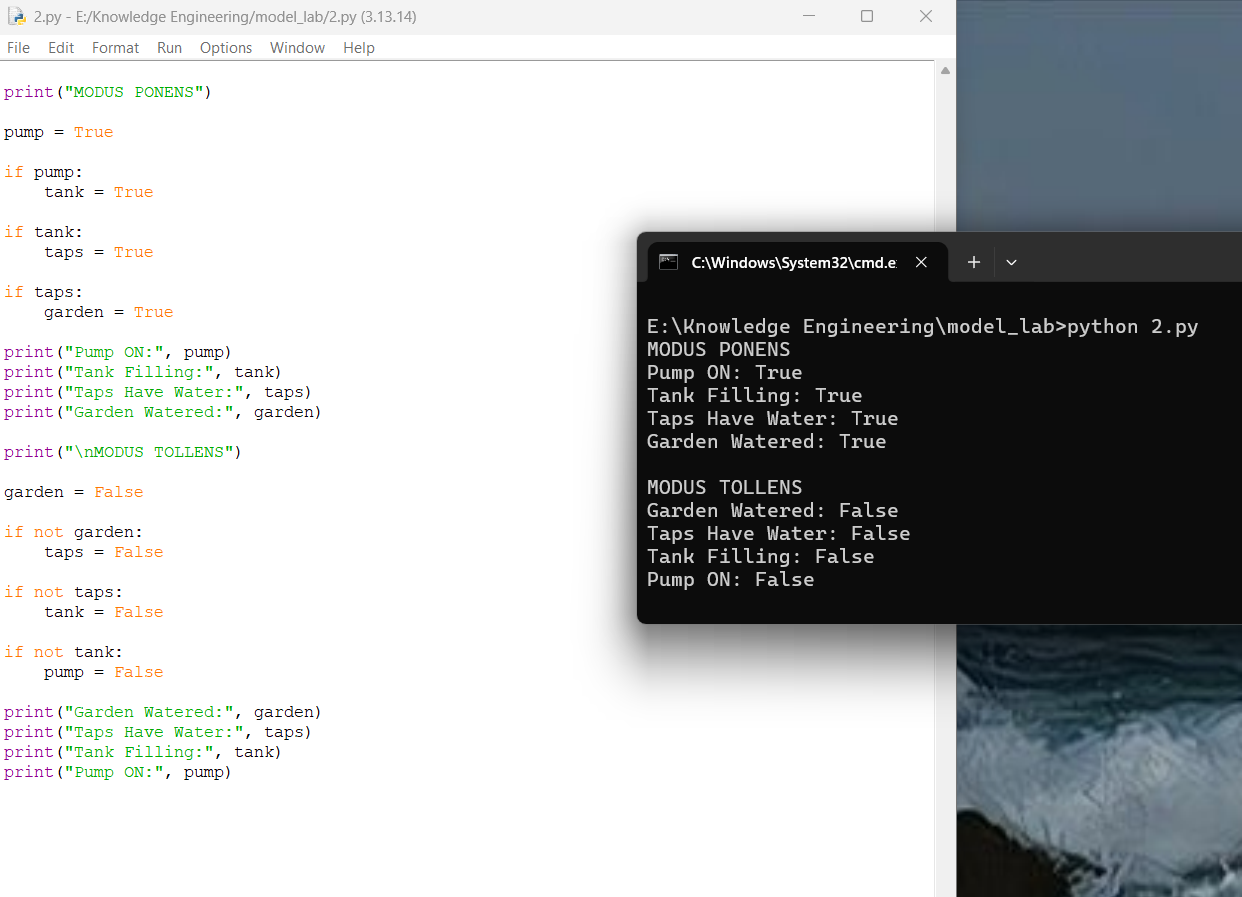 2.py - E:/Knowledge Engineering/model_lab/2.py (3.13.14)
File Edit Format Run Options Window Help
print("MODUS PONENS")
pump = True
if pump:
    tank = True
if tank:
    taps = True
if taps:
    garden = True
print("Pump ON:", pump)
print("Tank Filling:", tank)
print("Taps Have Water:", taps)
print("Garden Watered:", garden)
print("\nMODUS TOLLENS")
garden = False
if not garden:
    taps = False
if not taps:
    tank = False
if not tank:
    pump = False
print("Garden Watered:", garden)
print("Taps Have Water:", taps)
print("Tank Filling:", tank)
print("Pump ON:", pump)
C:\Windows\System32\cmd.e
E:\Knowledge Engineering\model_lab>python 2.py
MODUS PONENS
Pump ON: True
Tank Filling: True
Taps Have Water: True
Garden Watered: True
MODUS TOLLENS
Garden Watered: False
Taps Have Water: False
Tank Filling: False
Pump ON: False